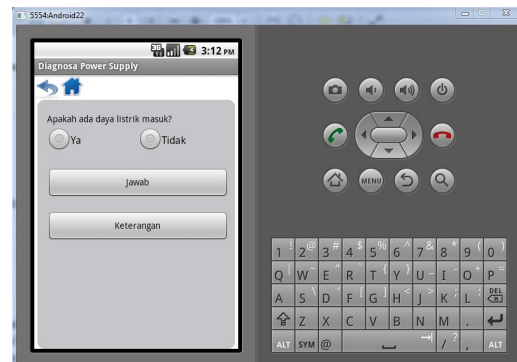 5554:Android22
3G 3:12 PM
Diagnosa Power Supply
Apakah ada daya listrik masuk?
Ya Tidak
Jawab
Keterangan
MENU
1 ! 2 @ 3 # 4 $ 5 % 6 ^ 7 & 8 * 9 ( 0 )
Q | W ~ E " R ` T { Y } U _ I - O + P =
A S \ D ' F [ G ] H < J > K ; L : DEL
Z X C V B N M .
ALT SYM @ / ? , ALT